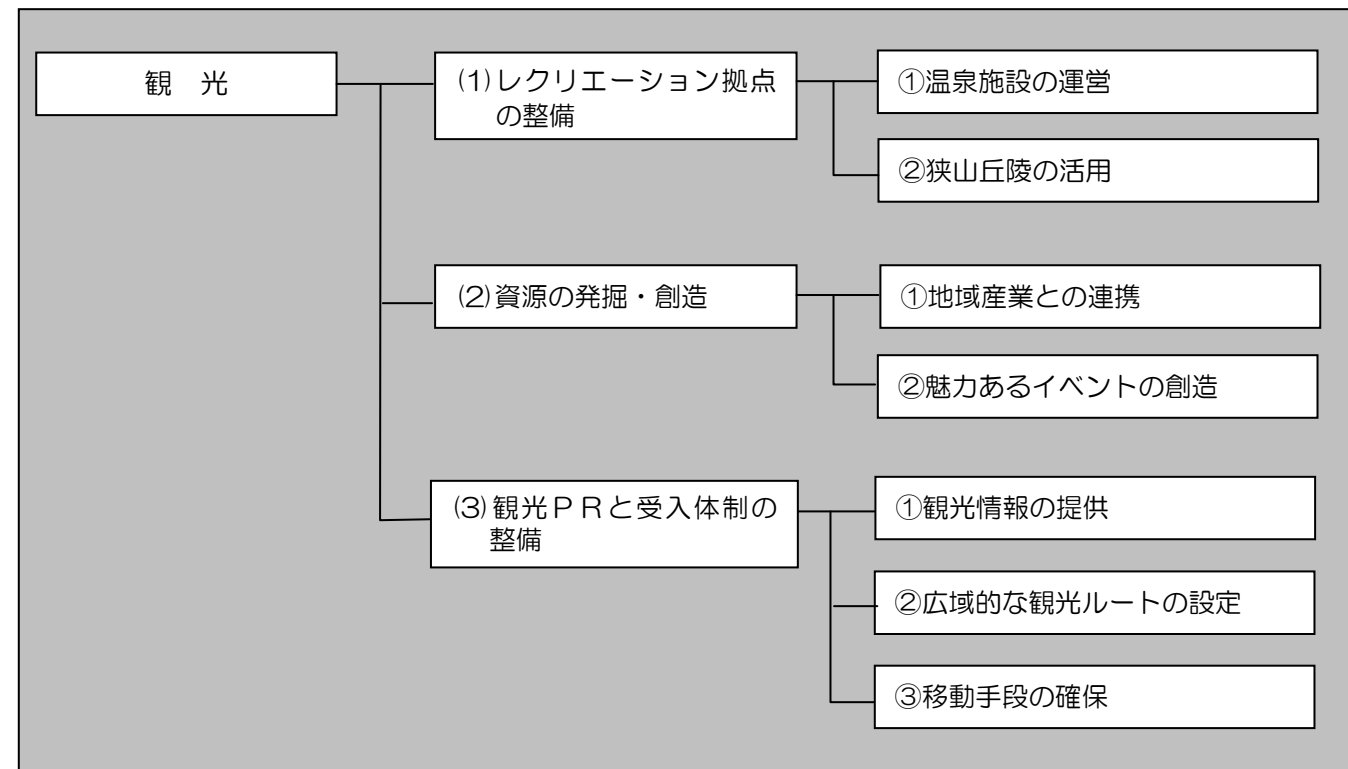 観　光
⑴レクリエーション拠点
の整備
①温泉施設の運営
②狭山丘陵の活用
⑵資源の発掘・創造
①地域産業との連携
②魅力あるイベントの創造
⑶観光ＰＲと受入体制の
整備
①観光情報の提供
②広域的な観光ルートの設定
③移動手段の確保